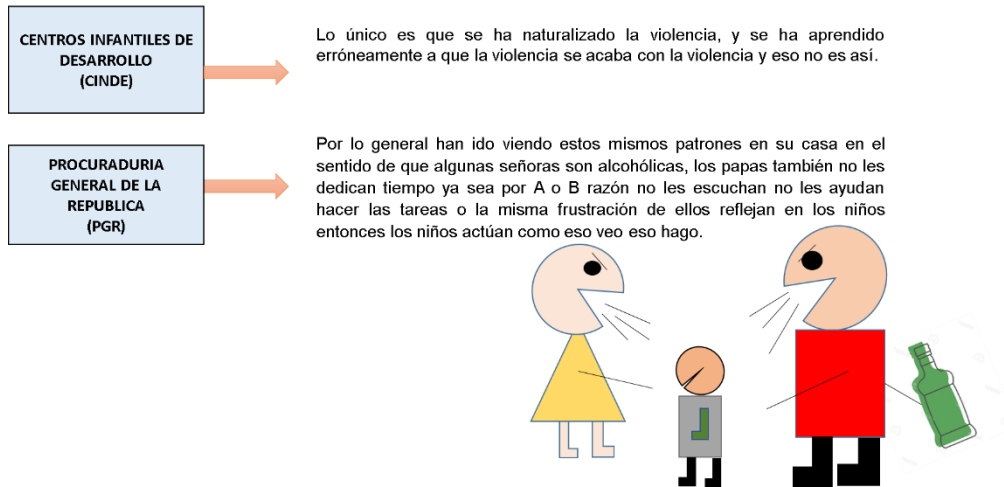 CENTROS INFANTILES DE
DESARROLLO
(CINDE)
Lo único es que se ha naturalizado la violencia, y se ha aprendido
erróneamente a que la violencia se acaba con la violencia y eso no es así.
PROCURADURIA
GENERAL DE LA
REPUBLICA
(PGR)
Por lo general han ido viendo estos mismos patrones en su casa en el
sentido de que algunas señoras son alcohólicas, los papas también no les
dedican tiempo ya sea por A o B razón no les escuchan no les ayudan
hacer las tareas o la misma frustración de ellos reflejan en los niños
entonces los niños actúan como eso veo eso hago.